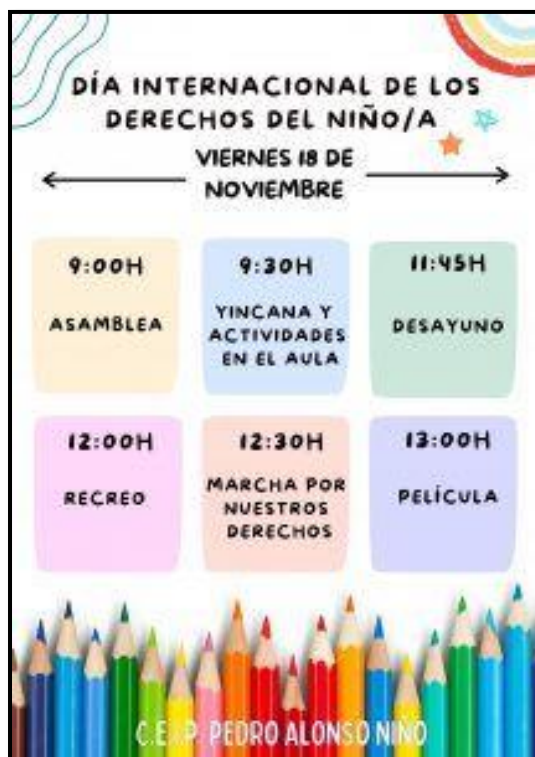 DÍA INTERNACIONAL DE LOS
DERECHOS DEL NIÑO/A
VIERNES 18 DE
NOVIEMBRE
9:00H
ASAMBLEA
9:30H
YINCANA Y
ACTIVIDADES
EN EL AULA
11:45H
DESAYUNO
12:00H
RECREO
12:30H
MARCHA POR
NUESTROS
DERECHOS
13:00H
PELÍCULA
C.E.I.P. PEDRO ALONSO NIÑO